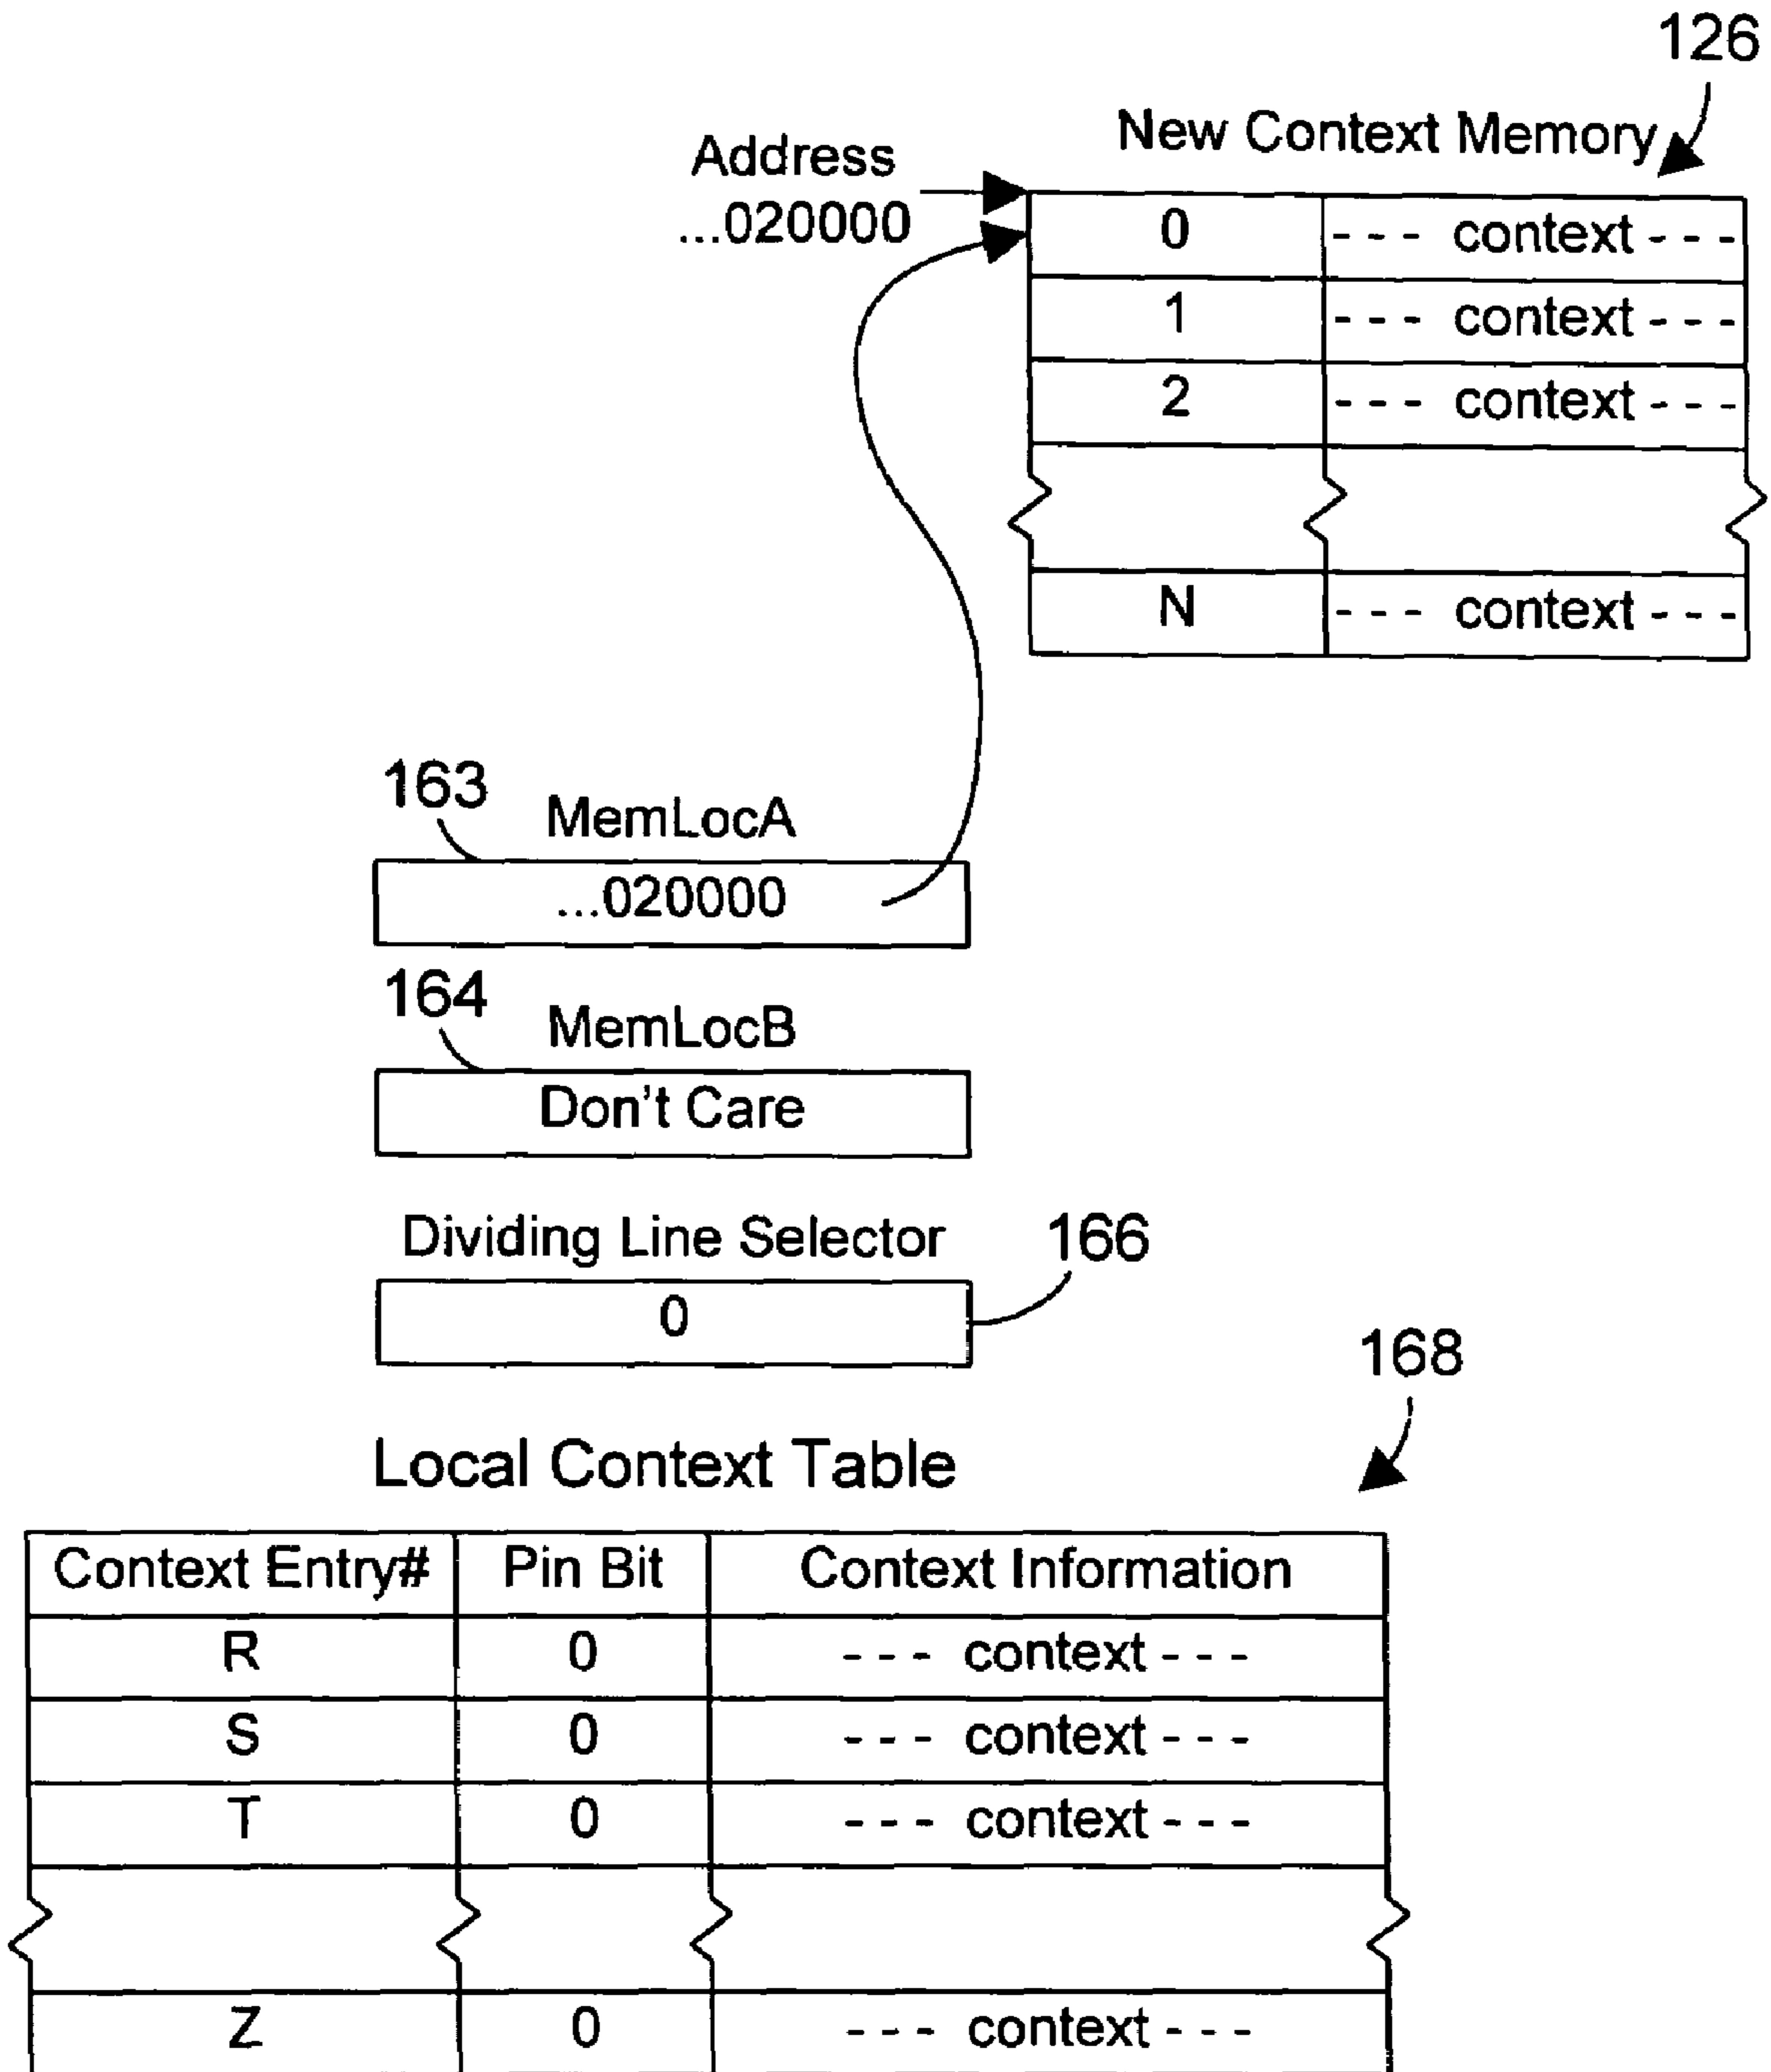 126
New Context Memory
Address
...020000
0 --- context ---
1 --- context ---
2 --- context ---
N --- context ---
163
MemLocA
...020000
164
MemLocB
Don't Care
Dividing Line Selector
166
0
168
Local Context Table
Context Entry# Pin Bit Context Information
R 0 --- context ---
S 0 --- context ---
T 0 --- context ---
Z 0 --- context ---